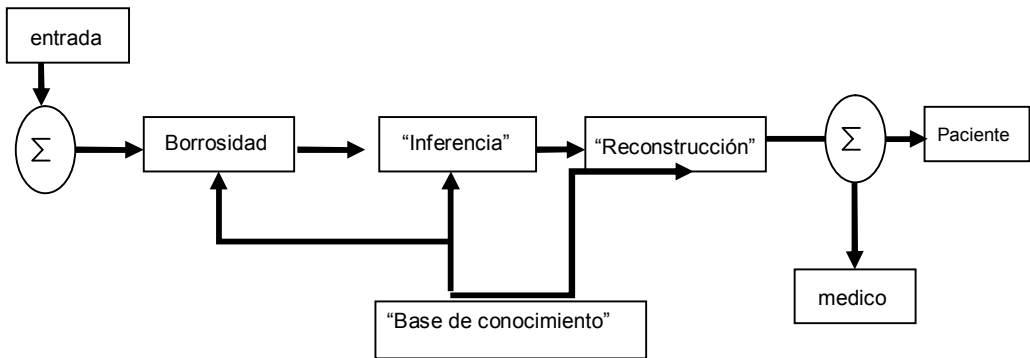 entrada
Σ
Borrosidad
“Inferencia”
“Reconstrucción”
Σ
Paciente
medico
“Base de conocimiento”